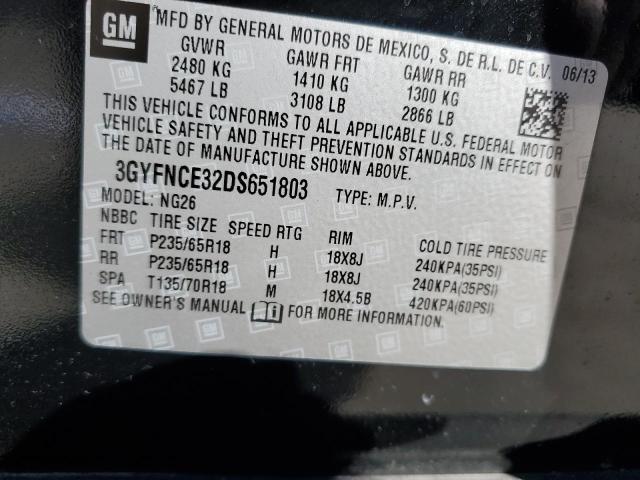 GM
MFD BY GENERAL MOTORS DE MEXICO, S. DE R.L. DE C.V. 06/13
GVWR GAWR FRT GAWR RR
2480 KG 1410 KG 1300 KG
5467 LB 3108 LB 2866 LB
THIS VEHICLE CONFORMS TO ALL APPLICABLE U.S. FEDERAL MOTOR
VEHICLE SAFETY AND THEFT PREVENTION STANDARDS IN EFFECT ON
THE DATE OF MANUFACTURE SHOWN ABOVE.
3GYFNCE32DS651803 TYPE: M.P.V.
MODEL: NG26
NBBC TIRE SIZE SPEED RTG RIM COLD TIRE PRESSURE
FRT P235/65R18 H 18X8J 240KPA(35PSI)
RR P235/65R18 H 18X8J 240KPA(35PSI)
SPA T135/70R18 M 18X4.5B 420KPA(60PSI)
SEE OWNER'S MANUAL FOR MORE INFORMATION.